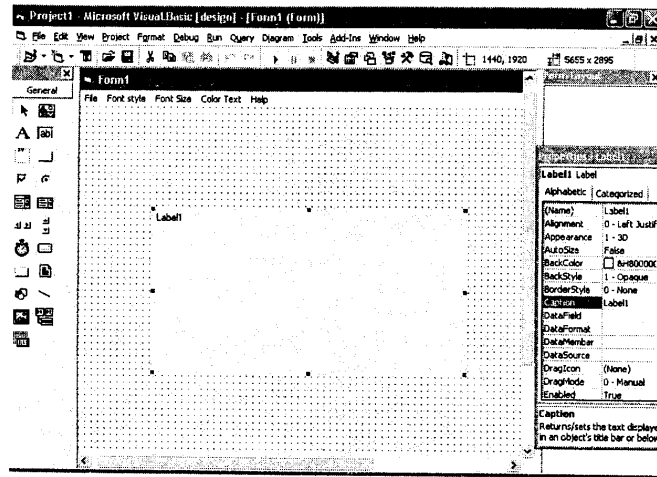 Project1 - Microsoft Visual Basic [design] - [Form1 (Form)]
File Edit View Project Format Debug Run Query Diagram Tools Add-Ins Window Help
1440, 1920 5655 x 2895
General
Form1
File Font style Font Size Color Text Help
A ab
Label1
Label1 Label
Alphabetic Categorized
(Name) Label1
Alignment 0 - Left Justif
Appearance 1 - 3D
AutoSize False
BackColor &H800000
BackStyle 1 - Opaque
BorderStyle 0 - None
Caption Label1
DataField
DataFormat
DataMember
DataSource
DragIcon (None)
DragMode 0 - Manual
Enabled True
Caption
Returns/sets the text displaye
in an object's title bar or below